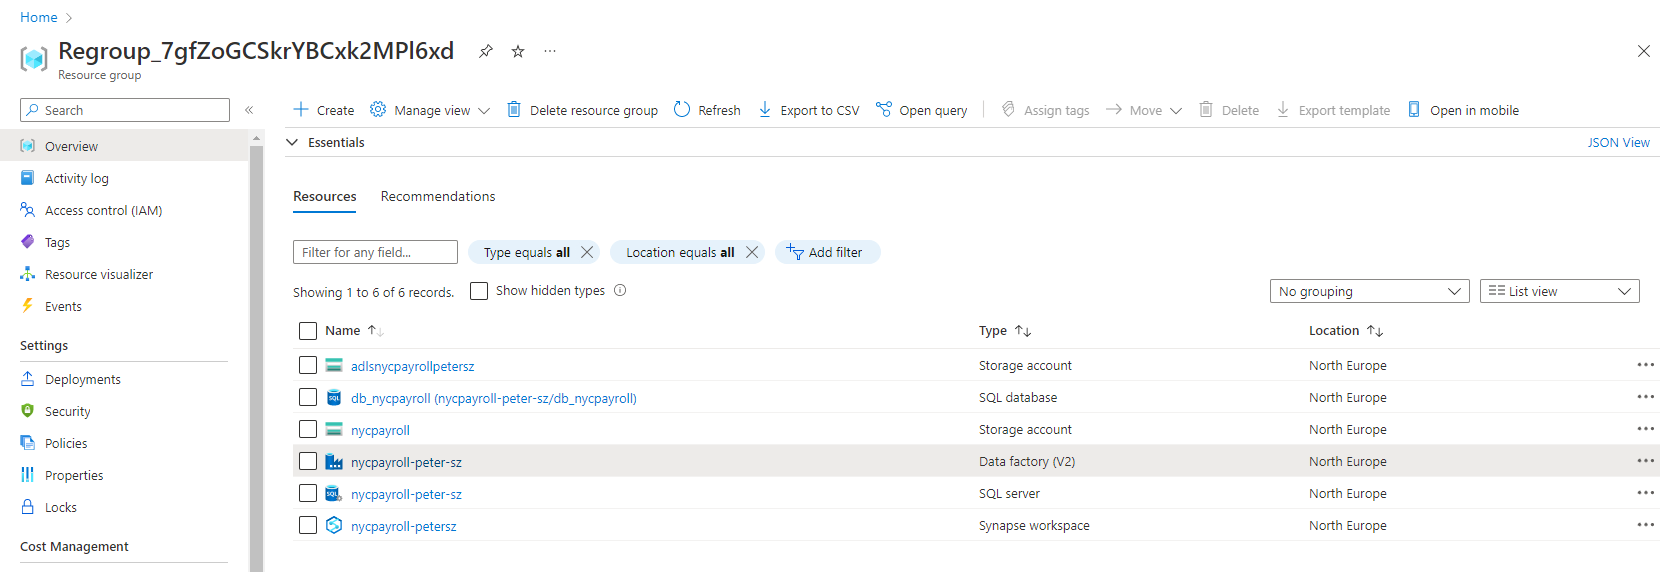 Home
Regroup_7gfZoGCSkrYBCxk2MPl6xd
Resource group
Search
Create Manage view Delete resource group Refresh Export to CSV Open query Assign tags Move Delete Export template Open in mobile
Essentials JSON View
Overview
Activity log
Access control (IAM)
Tags
Resource visualizer
Events
Settings
Deployments
Security
Policies
Properties
Locks
Cost Management
Resources Recommendations
Filter for any field... Type equals all Location equals all Add filter
Showing 1 to 6 of 6 records. Show hidden types No grouping List view
Name Type Location
adlsnycpayrollpetersz Storage account North Europe
SQL db_nycpayroll (nycpayroll-peter-sz/db_nycpayroll) SQL database North Europe
nycpayroll Storage account North Europe
nycpayroll-peter-sz Data factory (V2) North Europe
SQL nycpayroll-peter-sz SQL server North Europe
nycpayroll-petersz Synapse workspace North Europe